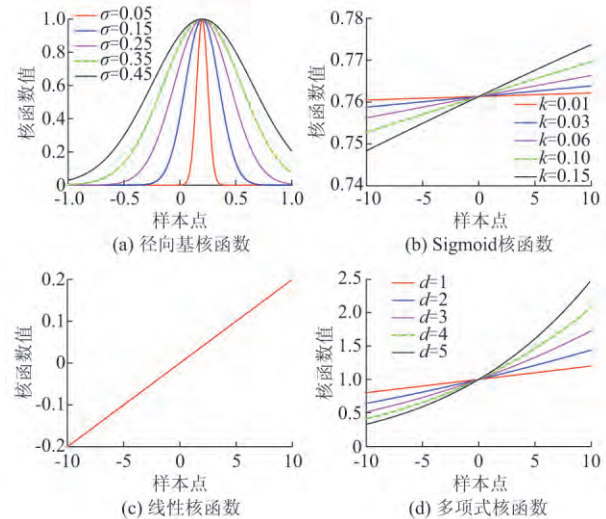 σ=0.05
σ=0.15
σ=0.25
σ=0.35
σ=0.45
1.0
0.8
0.6
0.4
0.2
0
核函数值
-1.0
-0.5
0
0.5
1.0
样本点
(a) 径向基核函数
0.78
0.77
0.76
0.75
0.74
核函数值
k=0.01
k=0.03
k=0.06
k=0.10
k=0.15
-10
-5
0
5
10
样本点
(b) Sigmoid核函数
0.2
0.1
0
-0.1
-0.2
核函数值
-10
-5
0
5
10
样本点
(c) 线性核函数
2.5
2.0
1.5
1.0
0.5
0
核函数值
d=1
d=2
d=3
d=4
d=5
-10
-5
0
5
10
样本点
(d) 多项式核函数